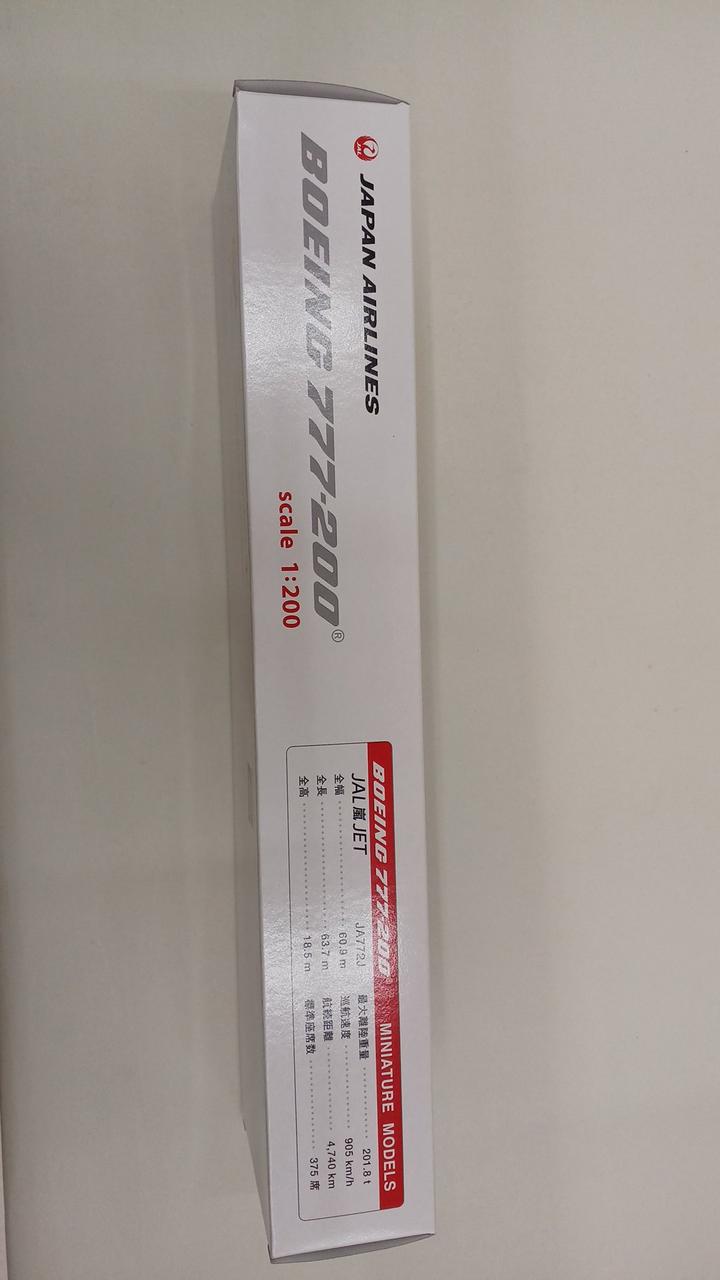 JAL
JAPAN AIRLINES
BOEING 777-200®
scale 1:200
BOEING 777-200® MINIATURE MODELS
JAL嵐JET JA772J
全幅 60.9 m
全長 63.7 m
全高 18.5 m
最大離陸重量 201.8 t
巡航速度 905 km/h
航続距離 4,740 km
標準座席数 375 席